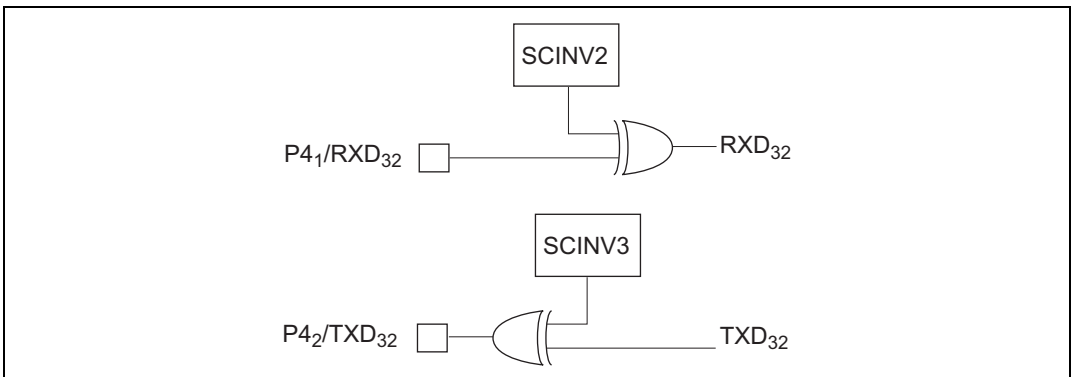 SCINV2
P4₁/RXD₃₂ RXD₃₂
SCINV3
P4₂/TXD₃₂ TXD₃₂